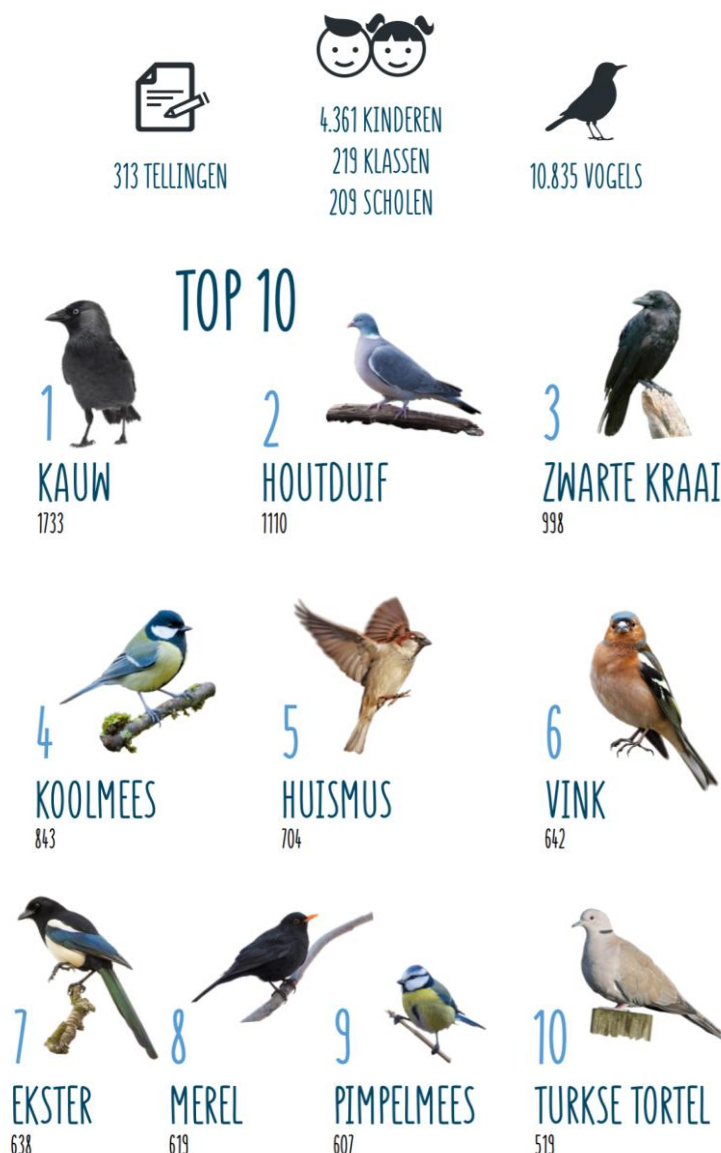 313 TELLINGEN
4.361 KINDEREN
219 KLASSEN
209 SCHOLEN
10.835 VOGELS
TOP 10
1
KAUW
1733
2
HOUTDUIF
1110
3
ZWARTE KRAAI
998
4
KOOLMEES
843
5
HUISMUS
704
6
VINK
642
7
EKSTER
638
8
MEREL
619
9
PIMPELMEES
607
10
TURKSE TORTEL
519